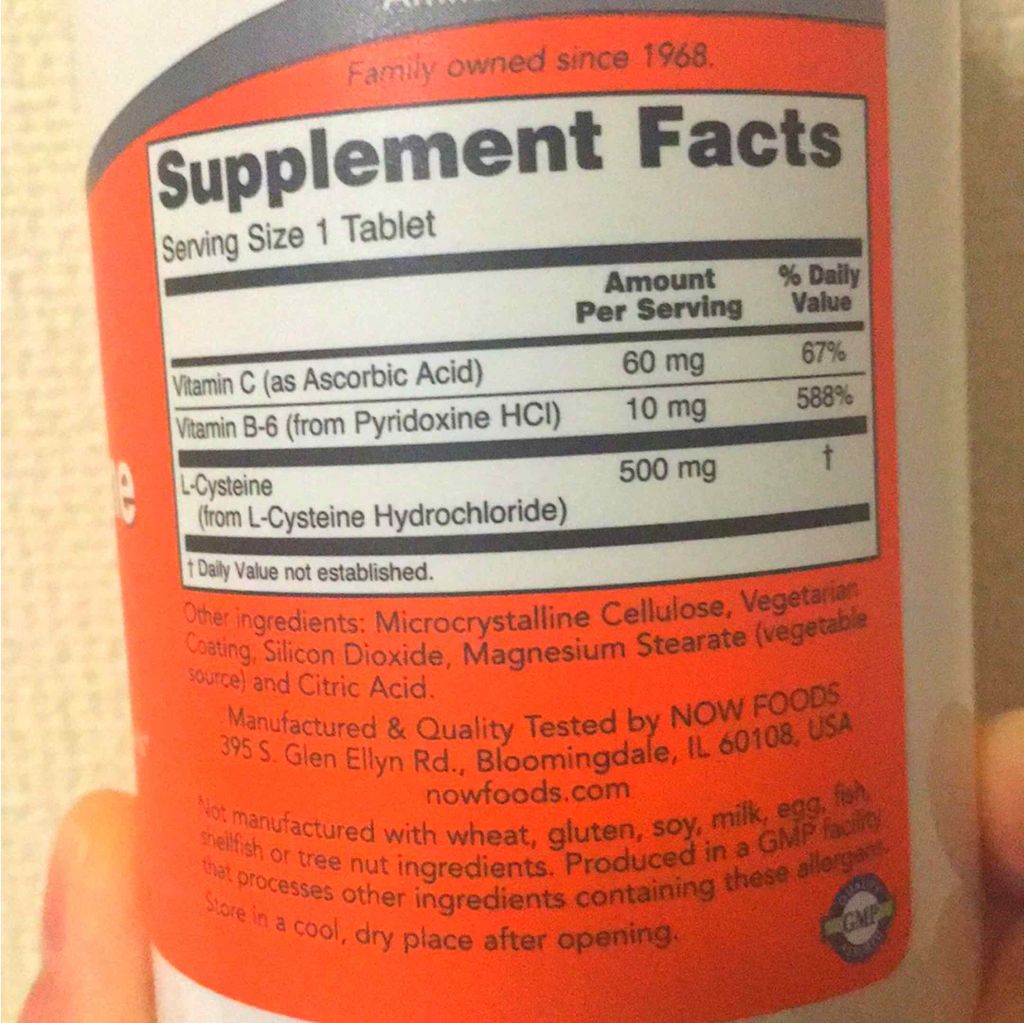 Family owned since 1968.
Supplement Facts
Serving Size 1 Tablet
Amount
Per Serving
% Daily
Value
Vitamin C (as Ascorbic Acid) 60 mg 67%
Vitamin B-6 (from Pyridoxine HCl) 10 mg 588%
L-Cysteine 500 mg †
(from L-Cysteine Hydrochloride)
† Daily Value not established.
Other ingredients: Microcrystalline Cellulose, Vegetarian
Coating, Silicon Dioxide, Magnesium Stearate (vegetable
source) and Citric Acid.
Manufactured & Quality Tested by NOW FOODS
395 S. Glen Ellyn Rd., Bloomingdale, IL 60108, USA
nowfoods.com
Not manufactured with wheat, gluten, soy, milk, egg, fish,
shellfish or tree nut ingredients. Produced in a GMP facility
that processes other ingredients containing these allergens.
Store in a cool, dry place after opening.
GMP